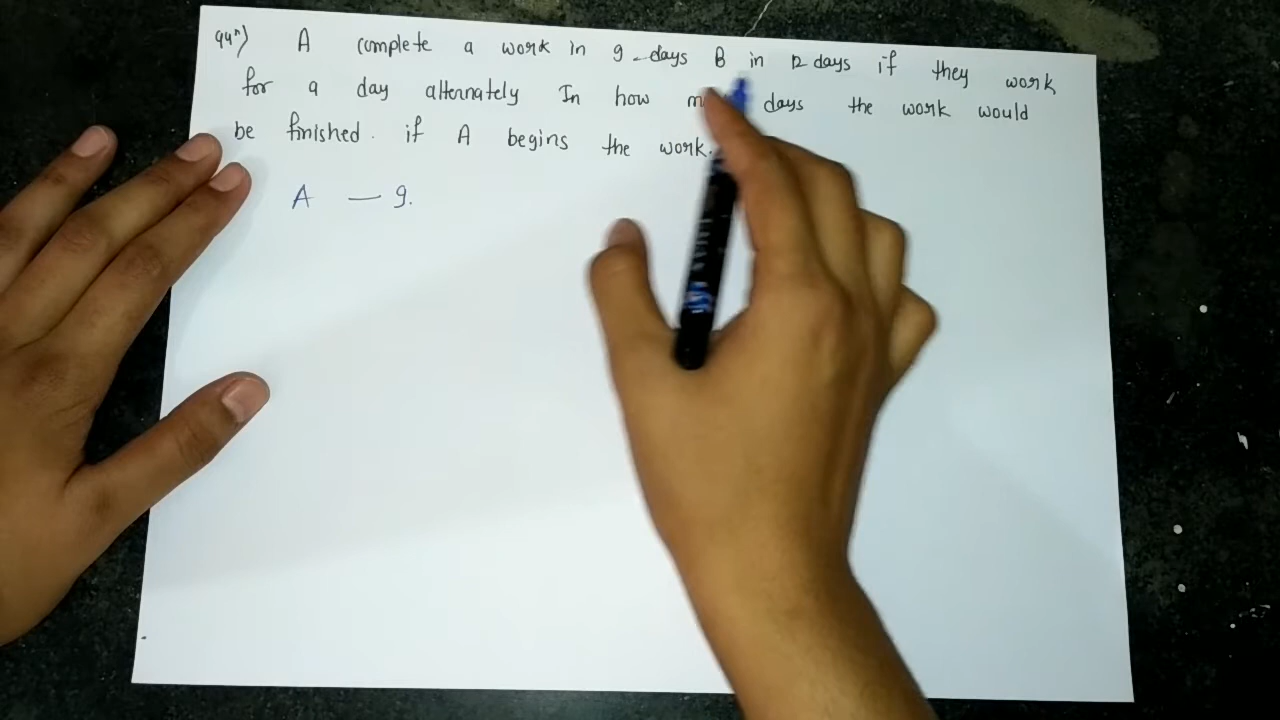 A complete a work in 9 days B in 12 days if they work
for a day alternately In how days the work would
be finished. if A begins the work.
A — 9.